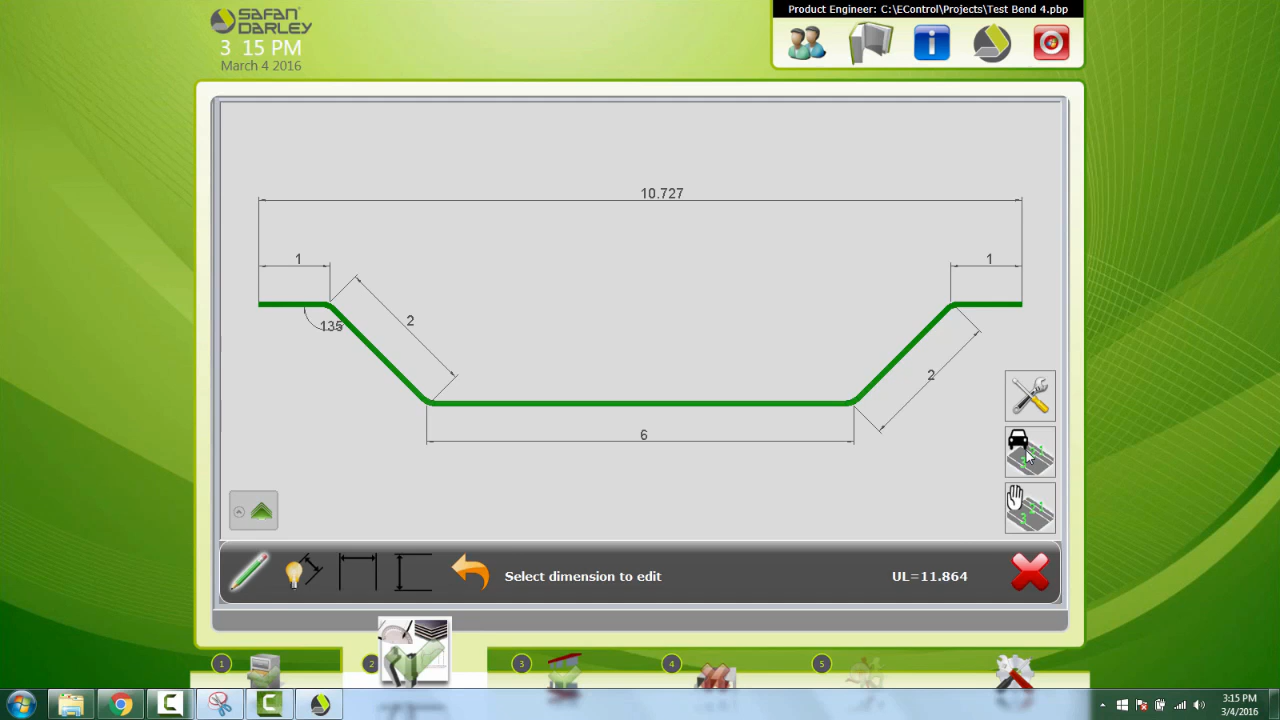 Product Engineer: C:\EControl\Projects\Test Bend 4.pbp
SAFAN
DARLEY
3 15 PM
March 4 2016
10.727
1
1
2
135
2
6
Select dimension to edit
UL=11.864
1
2
3
4
5
3:15 PM
3/4/2016